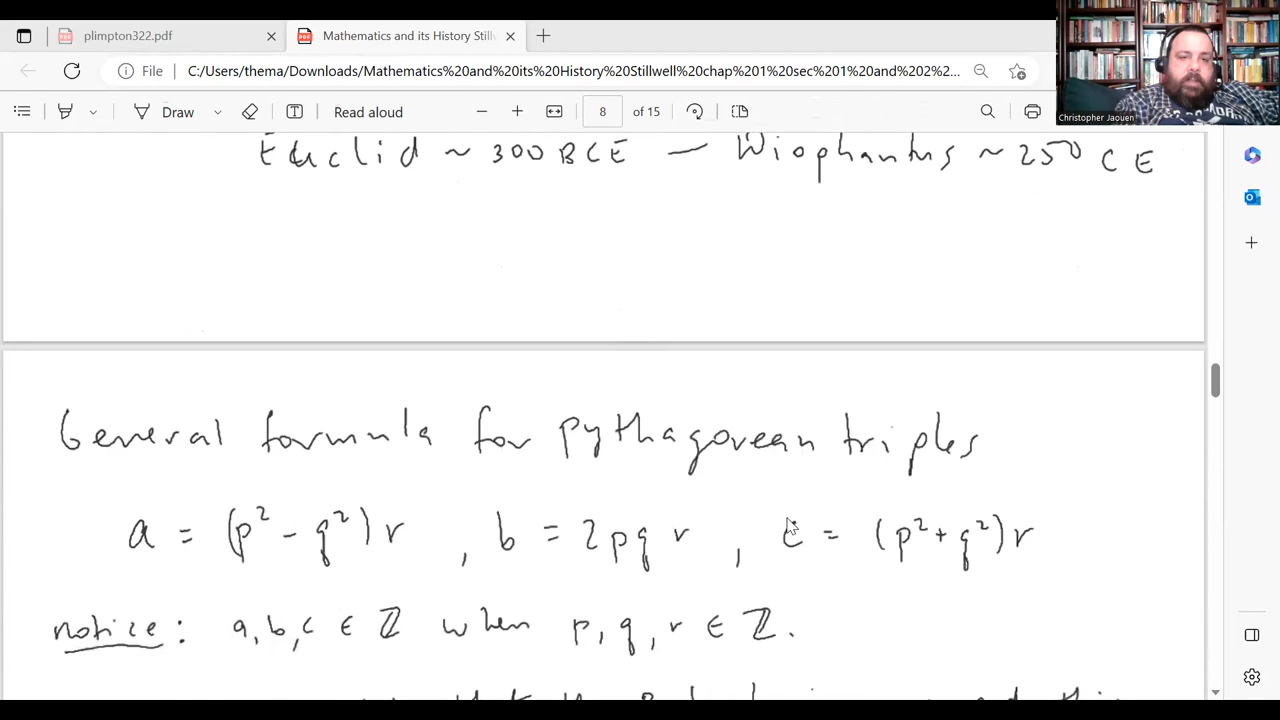 plimpton322.pdf
Mathematics and its History Still
File
C:/Users/thema/Downloads/Mathematics%20and%20its%20History%20Stillwell%20chap%201%20sec%201%20and%202%2...
Draw
Read aloud
8 of 15
Christopher Jaouen
Euclid ~ 300 BCE — Diophantus ~ 250 CE
General formula for pythagorean triples
a = (p² - q²) r , b = 2pq r , c = (p² + q²) r
notice: a, b, c ∈ ℤ when p, q, r ∈ ℤ.